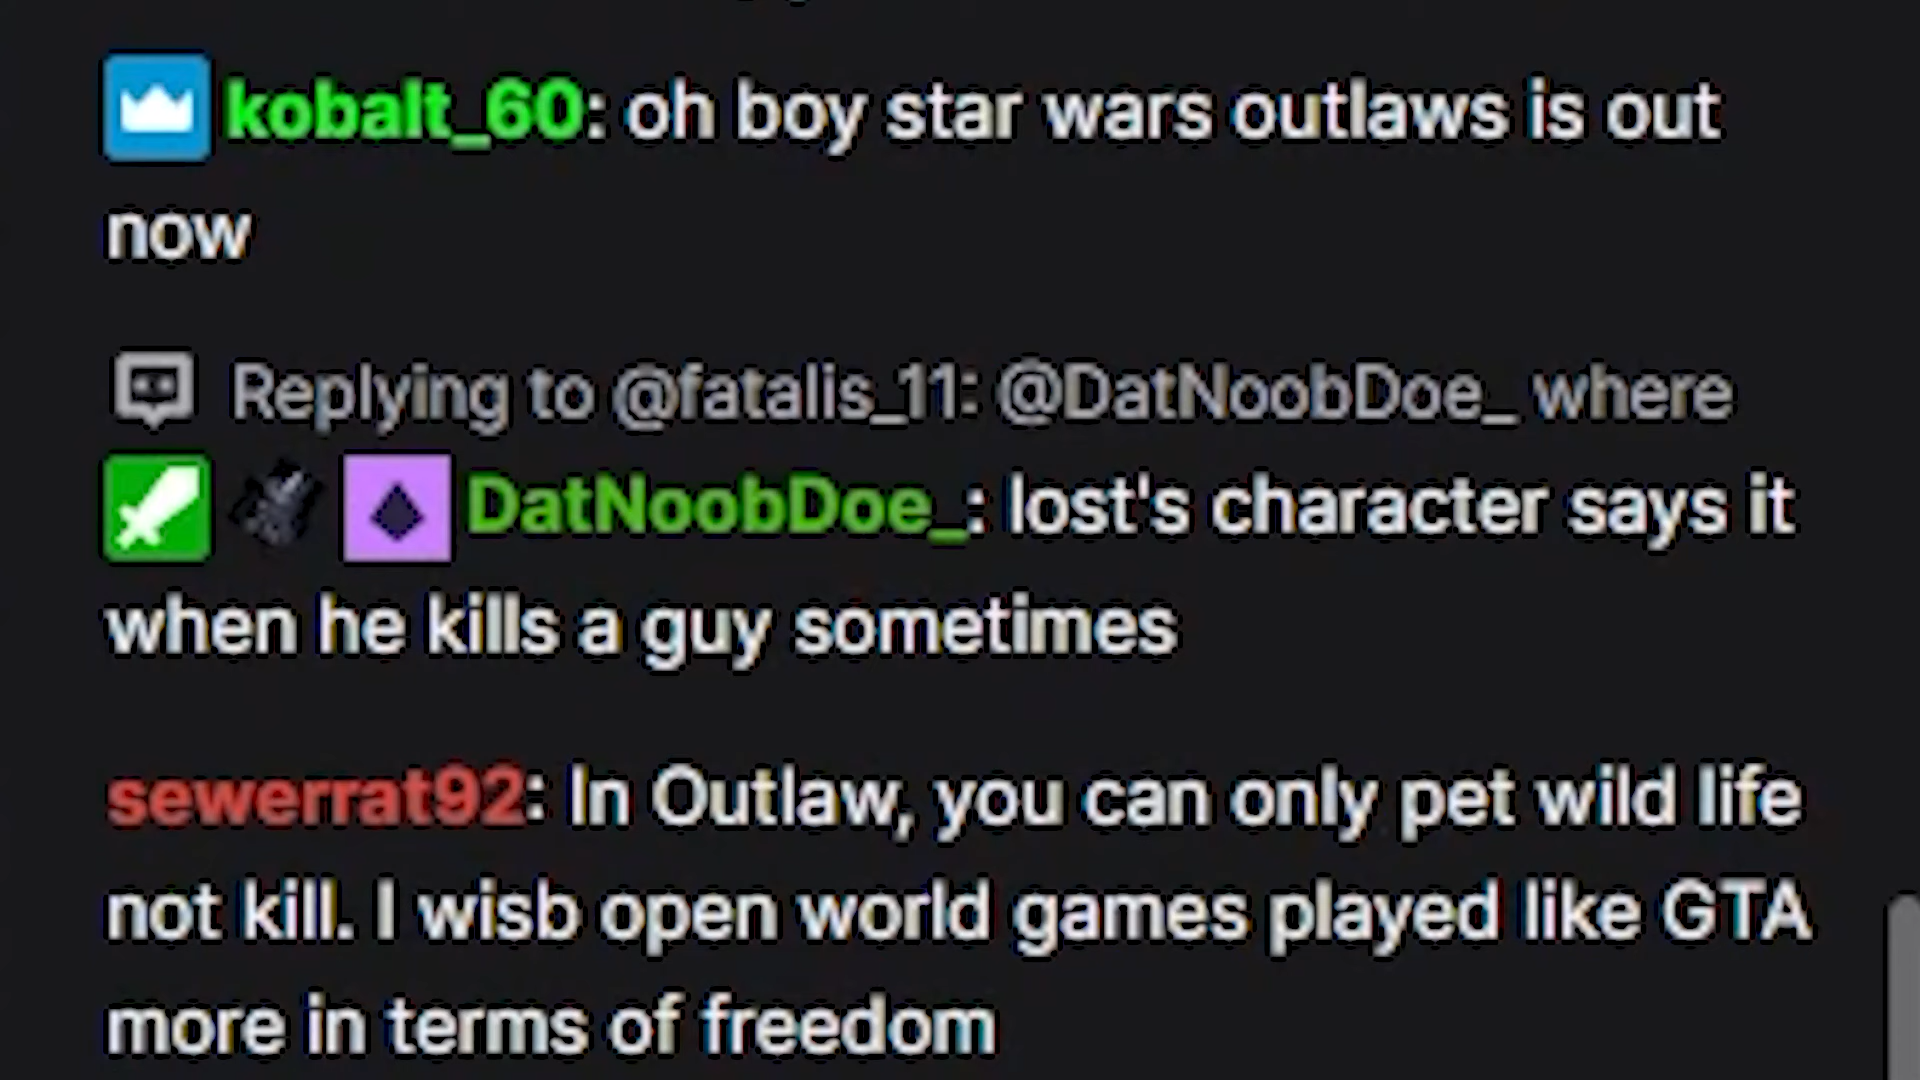 kobalt_60: oh boy star wars outlaws is out
now
Replying to @fatalis_11: @DatNoobDoe_ where
DatNoobDoe_: lost's character says it
when he kills a guy sometimes
sewerrat92: In Outlaw, you can only pet wild life
not kill. I wisb open world games played like GTA
more in terms of freedom